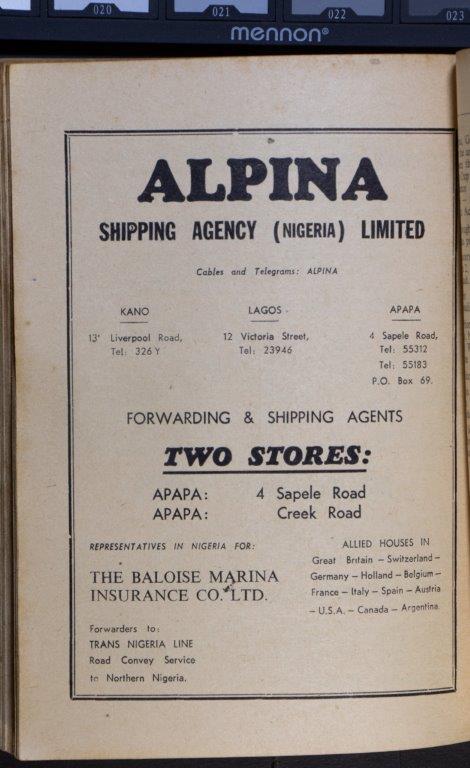 020
021
022
023
mennon®
ALPINA
SHIPPING AGENCY (NIGERIA) LIMITED
Cables and Telegrams: ALPINA
KANO
13' Liverpool Road,
Tel: 326 Y
LAGOS
12 Victoria Street,
Tel: 23946
APAPA
4 Sapele Road,
Tel: 55312
Tel: 55183
P.O. Box 69.
FORWARDING & SHIPPING AGENTS
TWO STORES:
APAPA: 4 Sapele Road
APAPA: Creek Road
REPRESENTATIVES IN NIGERIA FOR:
THE BALOISE MARINA
INSURANCE CO. LTD.
Forwarders to:
TRANS NIGERIA LINE
Road Convey Service
to Northern Nigeria.
ALLIED HOUSES IN
Great Britain – Switzerland –
Germany – Holland – Belgium –
France – Italy – Spain – Austria
– U.S.A. – Canada – Argentina